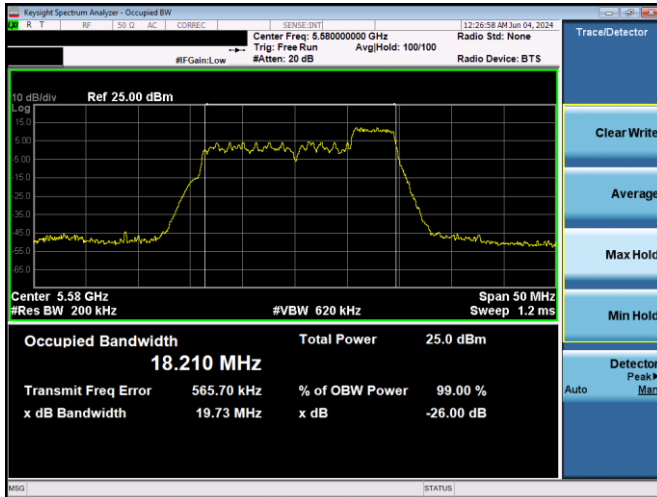 Keysight Spectrum Analyzer - Occupied BW
LXI R T RF 50 Ω AC CORREC SENSE:INT 12:26:58 AM Jun 04, 2024
Center Freq: 5.580000000 GHz Radio Std: None
Trig: Free Run Avg|Hold: 100/100
#IFGain:Low #Atten: 20 dB Radio Device: BTS
Trace/Detector
10 dB/div Ref 25.00 dBm
Log
15.0
5.00
-5.00
-15.0
-25.0
-35.0
-45.0
-55.0
-65.0
Center 5.58 GHz Span 50 MHz
#Res BW 200 kHz #VBW 620 kHz Sweep 1.2 ms
Occupied Bandwidth Total Power 25.0 dBm
18.210 MHz
Transmit Freq Error 565.70 kHz % of OBW Power 99.00 %
x dB Bandwidth 19.73 MHz x dB -26.00 dB
Clear Write
Average
Max Hold
Min Hold
Detector
Peak
Auto Man
MSG STATUS